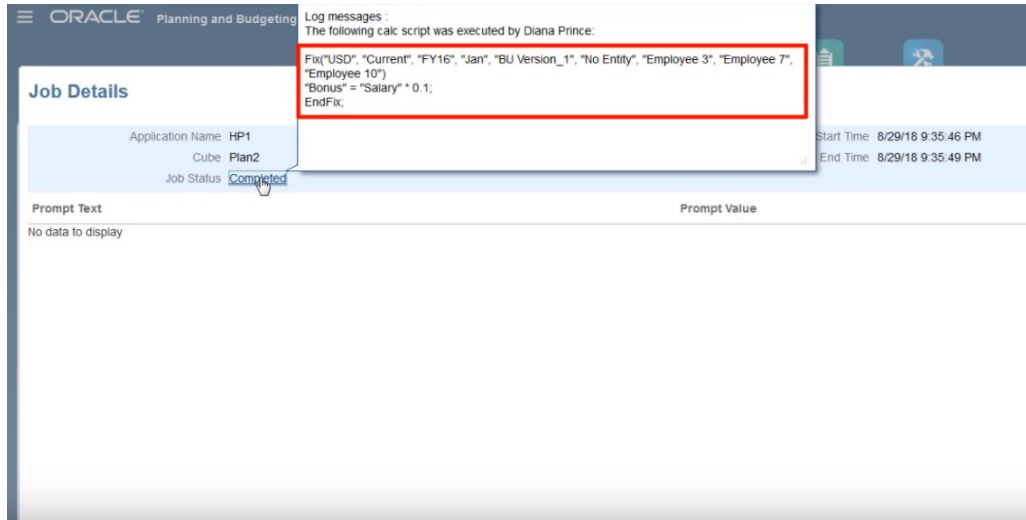 ORACLE® Planning and Budgeting
Log messages :
The following calc script was executed by Diana Prince:
Fix("USD", "Current", "FY16", "Jan", "BU Version_1", "No Entity", "Employee 3", "Employee 7",
"Employee 10")
"Bonus" = "Salary" * 0.1;
EndFix;
Job Details
Application Name HP1
Start Time 8/29/18 9:35:46 PM
Cube Plan2
End Time 8/29/18 9:35:49 PM
Job Status Completed
Prompt Text Prompt Value
No data to display